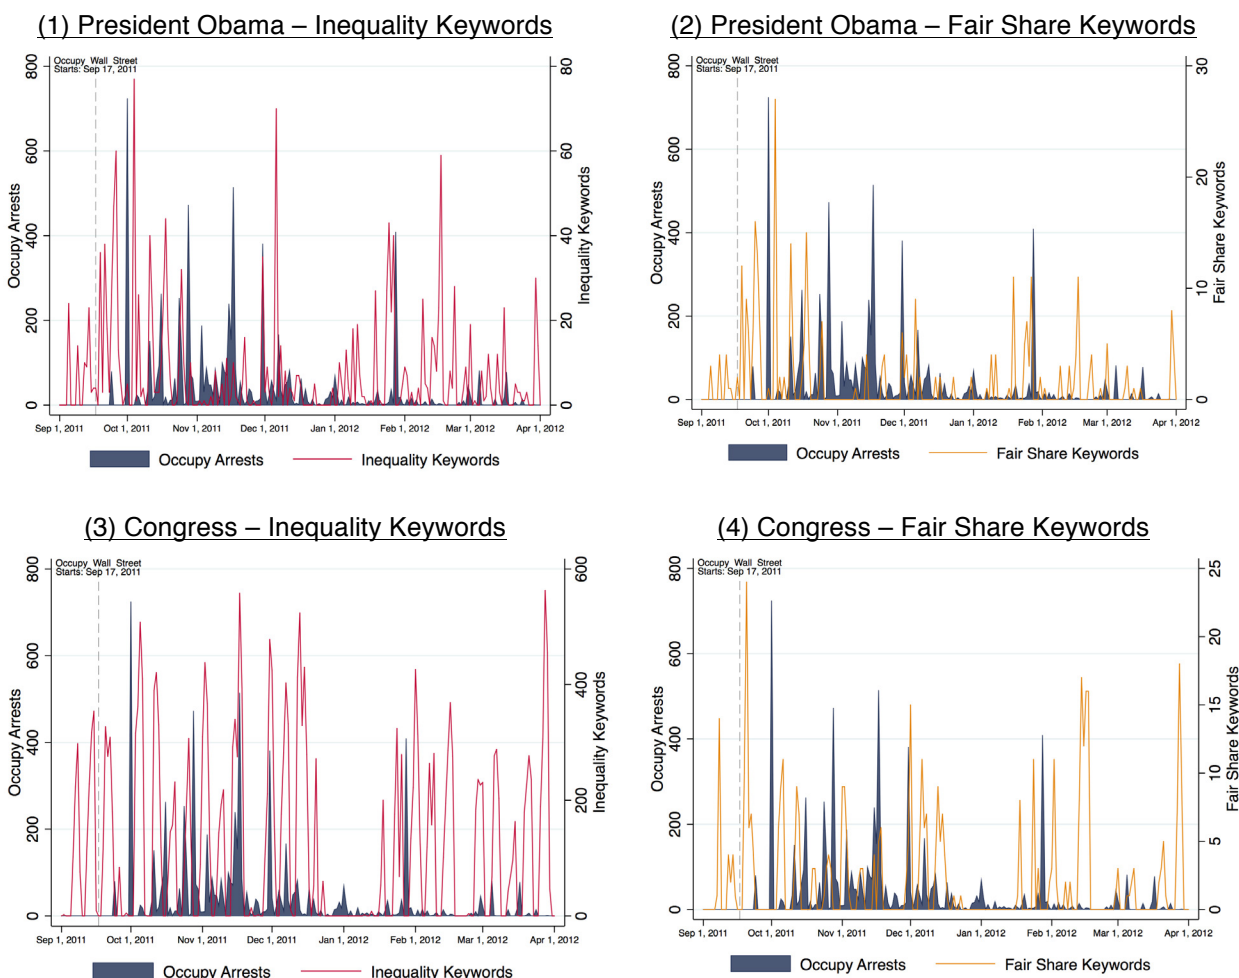 (1) President Obama – Inequality Keywords
Occupy Wall Street
Starts: Sep 17, 2011
800
600
400
200
0
Occupy Arrests
80
60
40
20
0
Inequality Keywords
Sep 1, 2011 Oct 1, 2011 Nov 1, 2011 Dec 1, 2011 Jan 1, 2012 Feb 1, 2012 Mar 1, 2012 Apr 1, 2012
Occupy Arrests Inequality Keywords
(2) President Obama – Fair Share Keywords
Occupy Wall Street
Starts: Sep 17, 2011
800
600
400
200
0
Occupy Arrests
30
20
10
0
Fair Share Keywords
Sep 1, 2011 Oct 1, 2011 Nov 1, 2011 Dec 1, 2011 Jan 1, 2012 Feb 1, 2012 Mar 1, 2012 Apr 1, 2012
Occupy Arrests Fair Share Keywords
(3) Congress – Inequality Keywords
Occupy Wall Street
Starts: Sep 17, 2011
800
600
400
200
0
Occupy Arrests
600
400
200
0
Inequality Keywords
Sep 1, 2011 Oct 1, 2011 Nov 1, 2011 Dec 1, 2011 Jan 1, 2012 Feb 1, 2012 Mar 1, 2012 Apr 1, 2012
Occupy Arrests Inequality Keywords
(4) Congress – Fair Share Keywords
Occupy Wall Street
Starts: Sep 17, 2011
800
600
400
200
0
Occupy Arrests
25
20
15
10
5
0
Fair Share Keywords
Sep 1, 2011 Oct 1, 2011 Nov 1, 2011 Dec 1, 2011 Jan 1, 2012 Feb 1, 2012 Mar 1, 2012 Apr 1, 2012
Occupy Arrests Fair Share Keywords